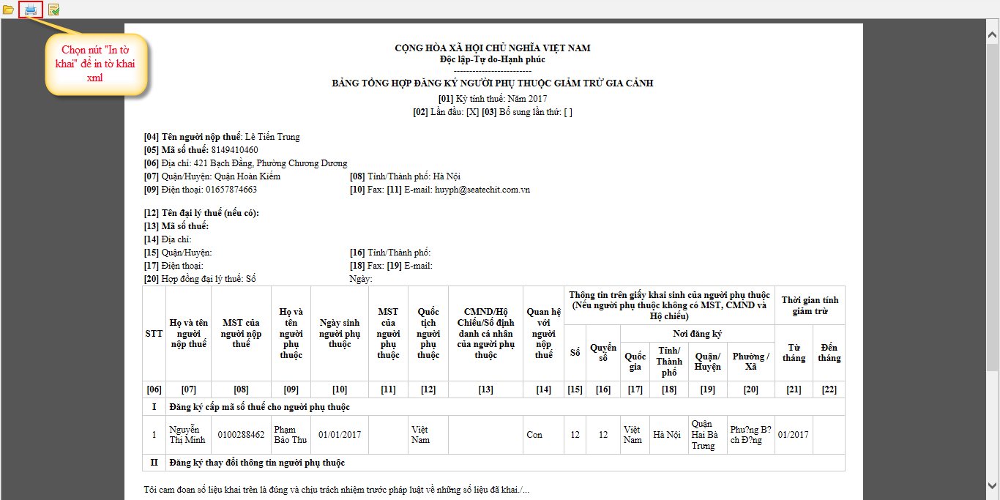 Chọn nút "In tờ
khai" để in tờ khai
xml
CỘNG HÒA XÃ HỘI CHỦ NGHĨA VIỆT NAM
Độc lập-Tự do-Hạnh phúc
--------------------------
BẢNG TỔNG HỢP ĐĂNG KÝ NGƯỜI PHỤ THUỘC GIẢM TRỪ GIA CẢNH
[01] Kỳ tính thuế: Năm 2017
[02] Lần đầu: [X] [03] Bổ sung lần thứ: [ ]
[04] Tên người nộp thuế: Lê Tiến Trung
[05] Mã số thuế: 8149410460
[06] Địa chỉ: 421 Bạch Đằng, Phường Chương Dương
[07] Quận/Huyện: Quận Hoàn Kiếm [08] Tỉnh/Thành phố: Hà Nội
[09] Điện thoại: 01657874663 [10] Fax: [11] E-mail: huyph@seatechit.com.vn
[12] Tên đại lý thuế (nếu có):
[13] Mã số thuế:
[14] Địa chỉ:
[15] Quận/Huyện: [16] Tỉnh/Thành phố:
[17] Điện thoại: [18] Fax: [19] E-mail:
[20] Hợp đồng đại lý thuế: Số Ngày:
STT
Họ và tên
người
nộp thuế
MST của
người nộp
thuế
Họ và
tên
người
phụ
thuộc
Ngày sinh
người phụ
thuộc
MST
của
người
phụ
thuộc
Quốc
tịch
người
phụ
thuộc
CMND/Hộ
Chiếu/Số định
danh cá nhân
của người phụ
thuộc
Quan hệ
với
người
nộp
thuế
Thông tin trên giấy khai sinh của người phụ thuộc
(Nếu người phụ thuộc không có MST, CMND và
Hộ chiếu)
Thời gian tính
giảm trừ
Số
Quyển
số
Nơi đăng ký
Quốc
gia
Tỉnh/
Thành
phố
Quận/
Huyện
Phường /
Xã
Từ
tháng
Đến
tháng
[06] [07] [08] [09] [10] [11] [12] [13] [14] [15] [16] [17] [18] [19] [20] [21] [22]
I Đăng ký cấp mã số thuế cho người phụ thuộc
1
Nguyễn
Thị Minh
0100288462
Phạm
Bảo Thu
01/01/2017
Việt
Nam
Con
12
12
Việt
Nam
Hà Nội
Quận
Hai Bà
Trưng
Phu?ng B?
ch Đ?ng
01/2017
II Đăng ký thay đổi thông tin người phụ thuộc
Tôi cam đoan số liệu khai trên là đúng và chịu trách nhiệm trước pháp luật về những số liệu đã khai./...